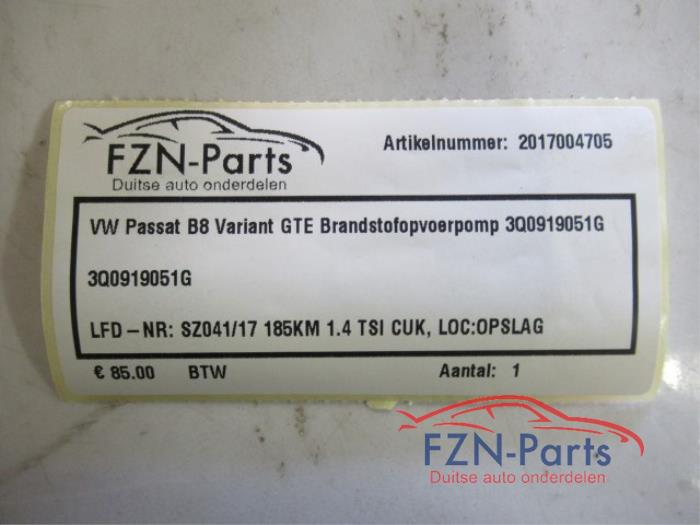 FZN-Parts
Duitse auto onderdelen
Artikelnummer: 2017004705
VW Passat B8 Variant GTE Brandstofopvoerpomp 3Q0919051G
3Q0919051G
LFD-NR: SZ041/17 185KM 1.4 TSI CUK, LOC:OPSLAG
€ 85.00 BTW Aantal: 1
FZN-Parts
Duitse auto onderdelen